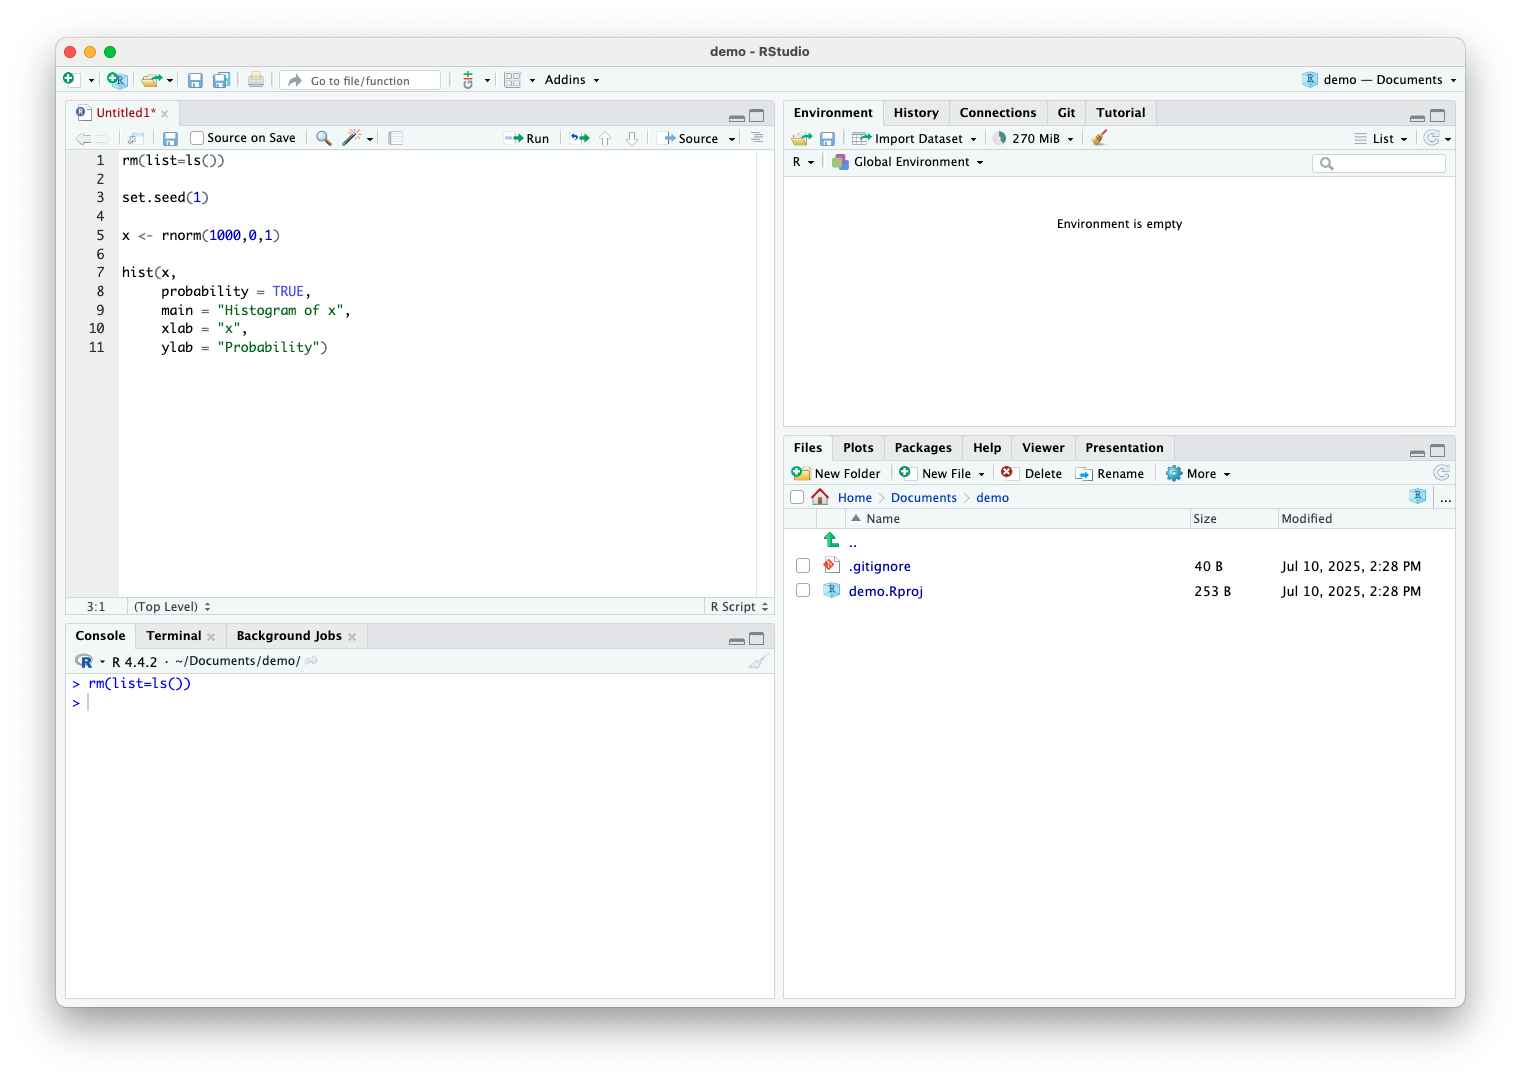 demo - RStudio
Go to file/function
Addins
demo — Documents
Untitled1*
Source on Save
Run
Source
1 rm(list=ls())
2
3 set.seed(1)
4
5 x <- rnorm(1000,0,1)
6
7 hist(x,
8 probability = TRUE,
9 main = "Histogram of x",
10 xlab = "x",
11 ylab = "Probability")
3:1 (Top Level) R Script
Console Terminal Background Jobs
R 4.4.2 · ~/Documents/demo/
> rm(list=ls())
>
Environment History Connections Git Tutorial
Import Dataset 270 MiB List
R Global Environment
Environment is empty
Files Plots Packages Help Viewer Presentation
New Folder New File Delete Rename More
Home Documents demo ...
Name Size Modified
..
.gitignore 40 B Jul 10, 2025, 2:28 PM
demo.Rproj 253 B Jul 10, 2025, 2:28 PM